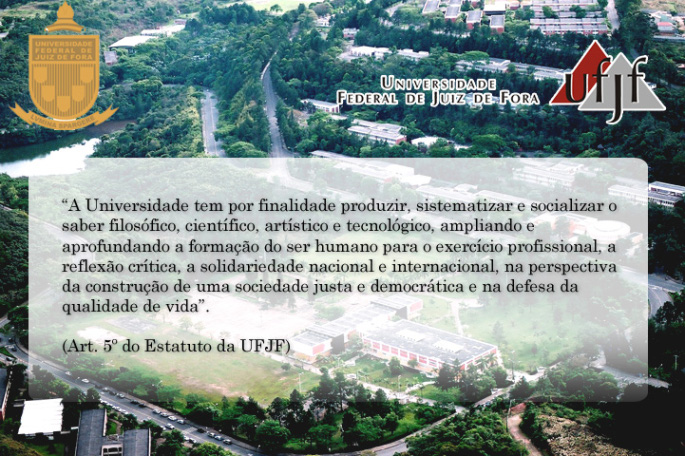 UNIVERSIDADE
FEDERAL DE
JUIZ DE FORA
LVMINA SPARGERE
UNIVERSIDADE
FEDERAL DE JUIZ DE FORA
ufjf
“A Universidade tem por finalidade produzir, sistematizar e socializar o
saber filosófico, científico, artístico e tecnológico, ampliando e
aprofundando a formação do ser humano para o exercício profissional, a
reflexão crítica, a solidariedade nacional e internacional, na perspectiva
da construção de uma sociedade justa e democrática e na defesa da
qualidade de vida”.
(Art. 5º do Estatuto da UFJF)